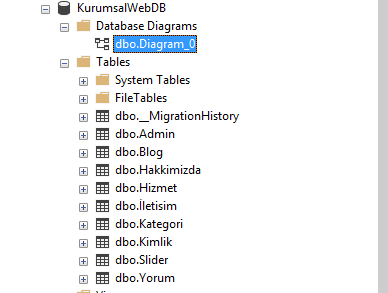 KurumsalWebDB
Database Diagrams
dbo.Diagram_0
Tables
System Tables
FileTables
dbo.__MigrationHistory
dbo.Admin
dbo.Blog
dbo.Hakkimizda
dbo.Hizmet
dbo.İletisim
dbo.Kategori
dbo.Kimlik
dbo.Slider
dbo.Yorum